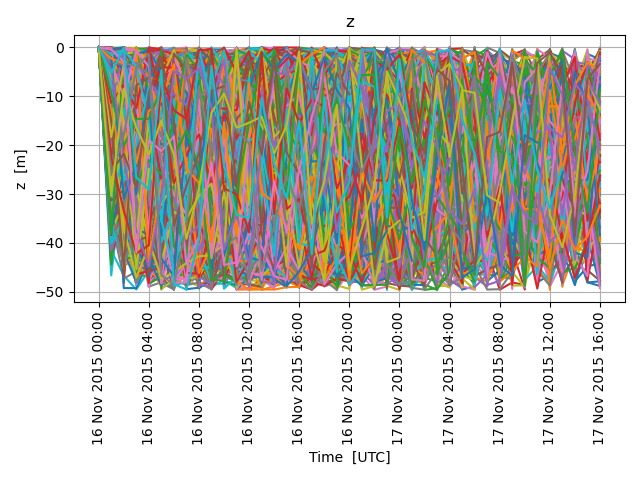 z
0
−10
−20
−30
−40
−50
z [m]
16 Nov 2015 00:00
16 Nov 2015 04:00
16 Nov 2015 08:00
16 Nov 2015 12:00
16 Nov 2015 16:00
16 Nov 2015 20:00
17 Nov 2015 00:00
17 Nov 2015 04:00
17 Nov 2015 08:00
17 Nov 2015 12:00
17 Nov 2015 16:00
Time [UTC]